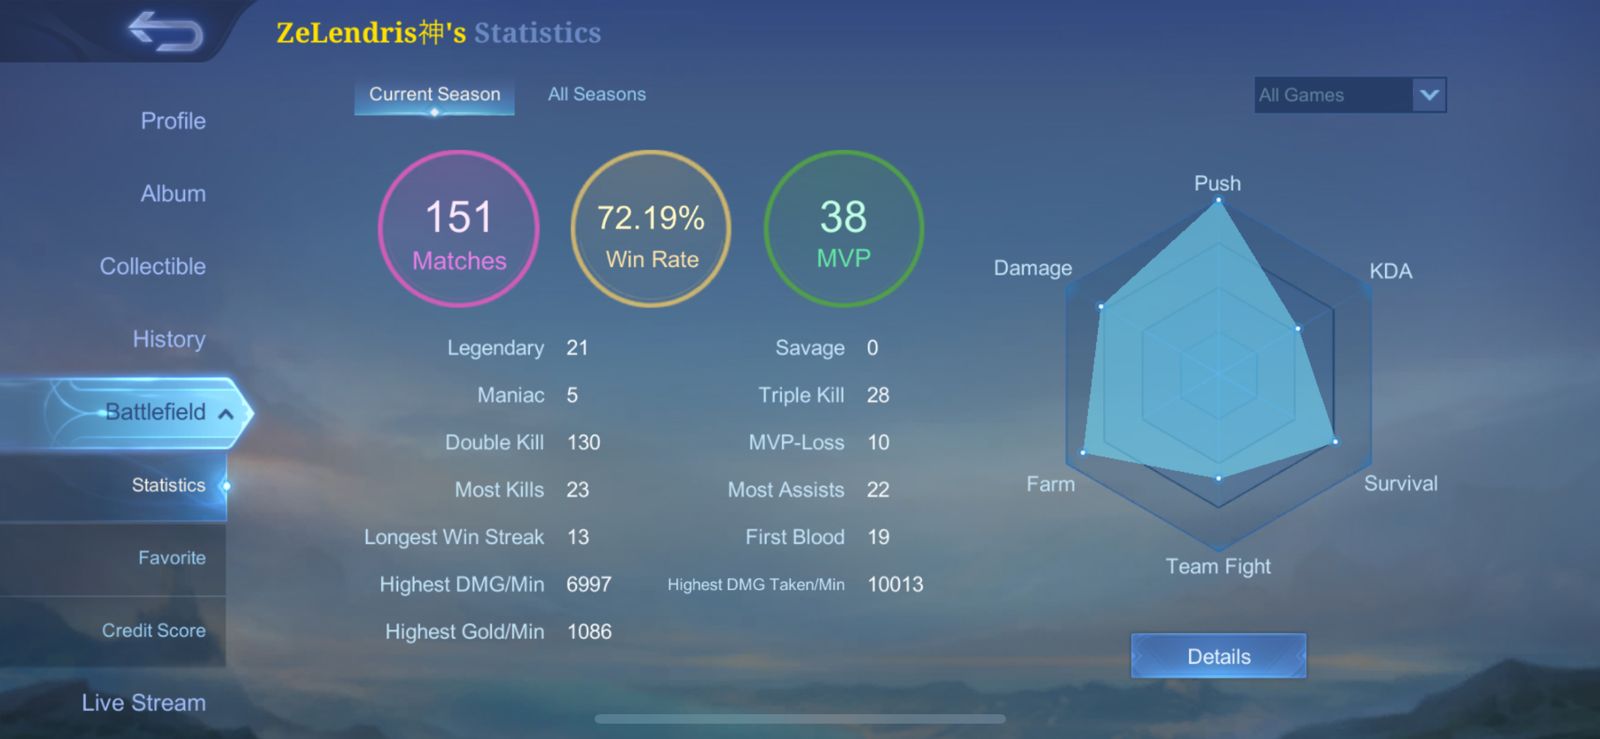 ZeLendris神's Statistics
Current Season
All Seasons
All Games
Profile
Album
Collectible
History
Battlefield
Statistics
Favorite
Credit Score
Live Stream
151
Matches
72.19%
Win Rate
38
MVP
Legendary 21
Savage 0
Maniac 5
Triple Kill 28
Double Kill 130
MVP-Loss 10
Most Kills 23
Most Assists 22
Longest Win Streak 13
First Blood 19
Highest DMG/Min 6997
Highest DMG Taken/Min 10013
Highest Gold/Min 1086
Push
Damage
KDA
Farm
Survival
Team Fight
Details